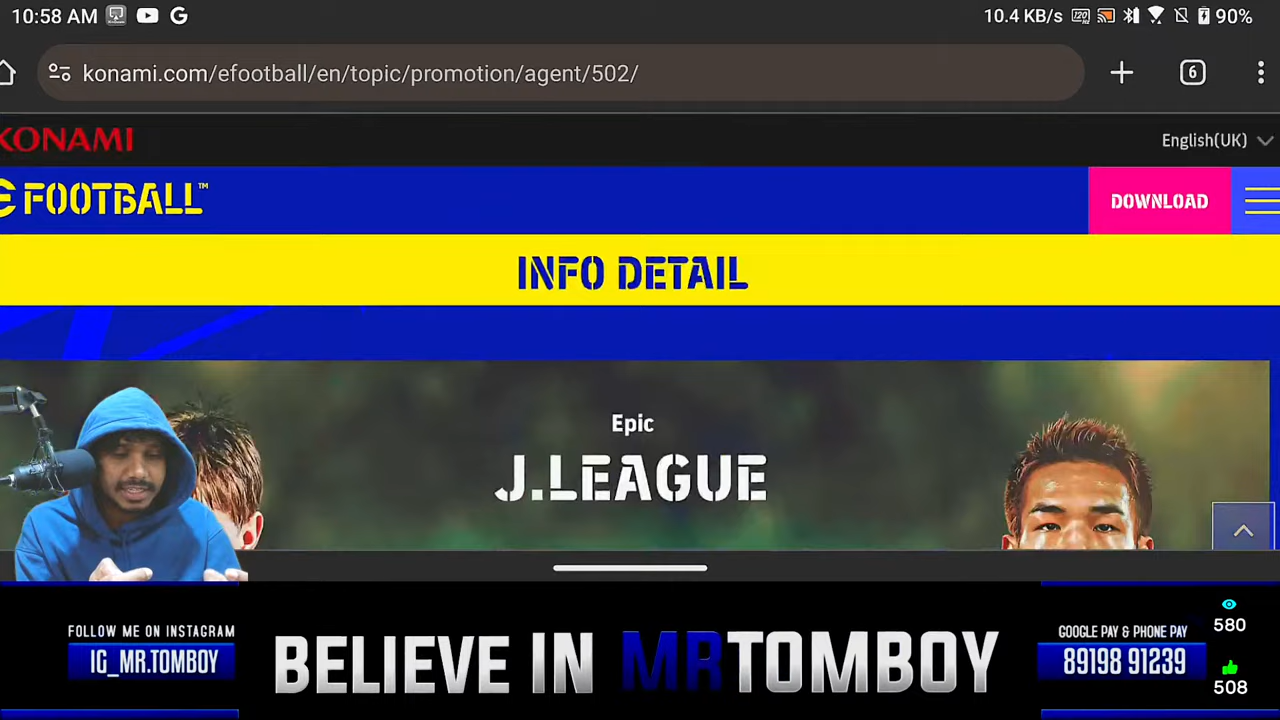 10:58 AM G 10.4 KB/s 120 90%
konami.com/efootball/en/topic/promotion/agent/502/ 6
KONAMI English(UK)
FOOTBALL™ DOWNLOAD
INFO DETAIL
Epic
J.LEAGUE
FOLLOW ME ON INSTAGRAM
IG_MR.TOMBOY
BELIEVE IN MRTOMBOY
GOOGLE PAY & PHONE PAY
89198 91239
580
508